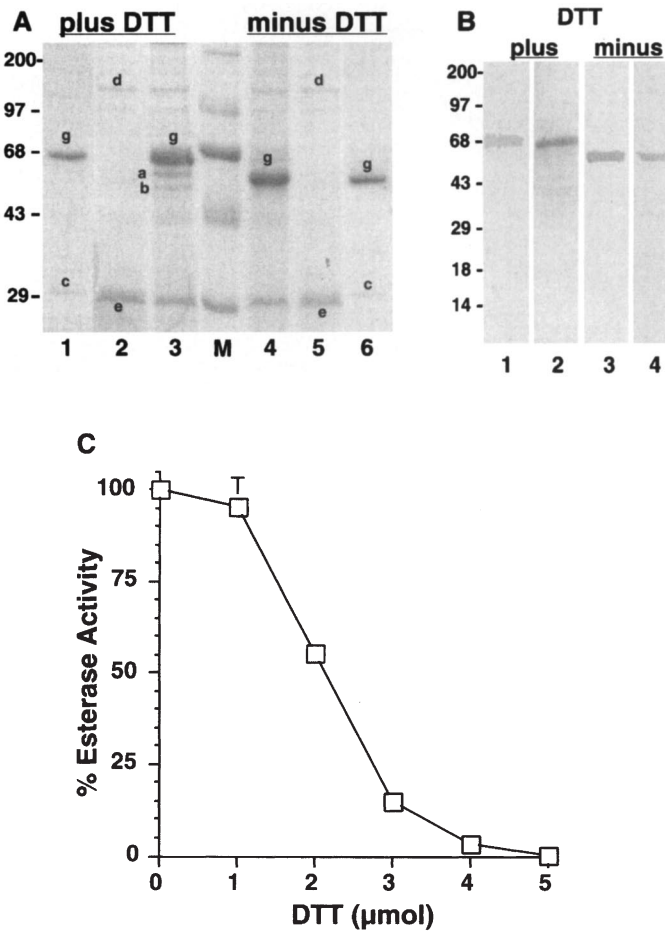 A
plus DTT
minus DTT
200-
97 -
68 -
43 -
29 -
d
d
g
g
g
g
a
b
c
c
e
e
1 2 3 M 4 5 6
B
DTT
plus minus
200-
97 -
68 -
43 -
29 -
18 -
14 -
1 2 3 4
C
% Esterase Activity
100
75
50
25
0
T
0 1 2 3 4 5
DTT (µmol)